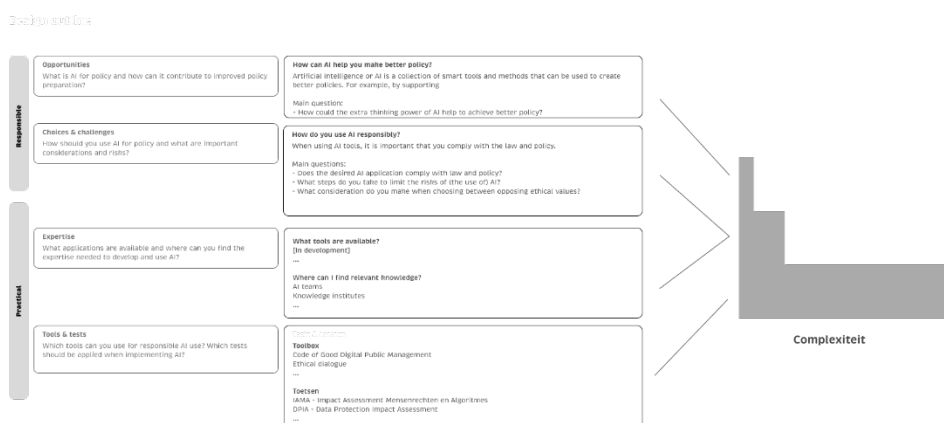 Responsible
Opportunities
What is AI for policy and how can it contribute to improved policy
preparation?
How can AI help you make better policy?
Artificial intelligence or AI is a collection of smart tools and methods that can be used to create
better policies. For example, by supporting
Main question:
- How could the extra thinking power of AI help to achieve better policy?
Choices & challenges
How should you use AI for policy and what are important
considerations and risks?
How do you use AI responsibly?
When using AI tools, it is important that you comply with the law and policy.
Main questions:
- Does the desired AI application comply with law and policy?
- What steps do you take to limit the risks of (the use of) AI?
- What consideration do you make when choosing between opposing ethical values?
Practical
Expertise
What applications are available and where can you find the
expertise needed to develop and use AI?
What tools are available?
[In development]
...
Where can I find relevant knowledge?
AI teams
Knowledge institutes
...
Tools & tests
Which tools can you use for responsible AI use? Which tests
should be applied when implementing AI?
Toolbox
Code of Good Digital Public Management
Ethical dialogue
...
Toetsen
IAMA - Impact Assessment Mensenrechten en Algoritmes
DPIA - Data Protection Impact Assessment
...
Complexiteit